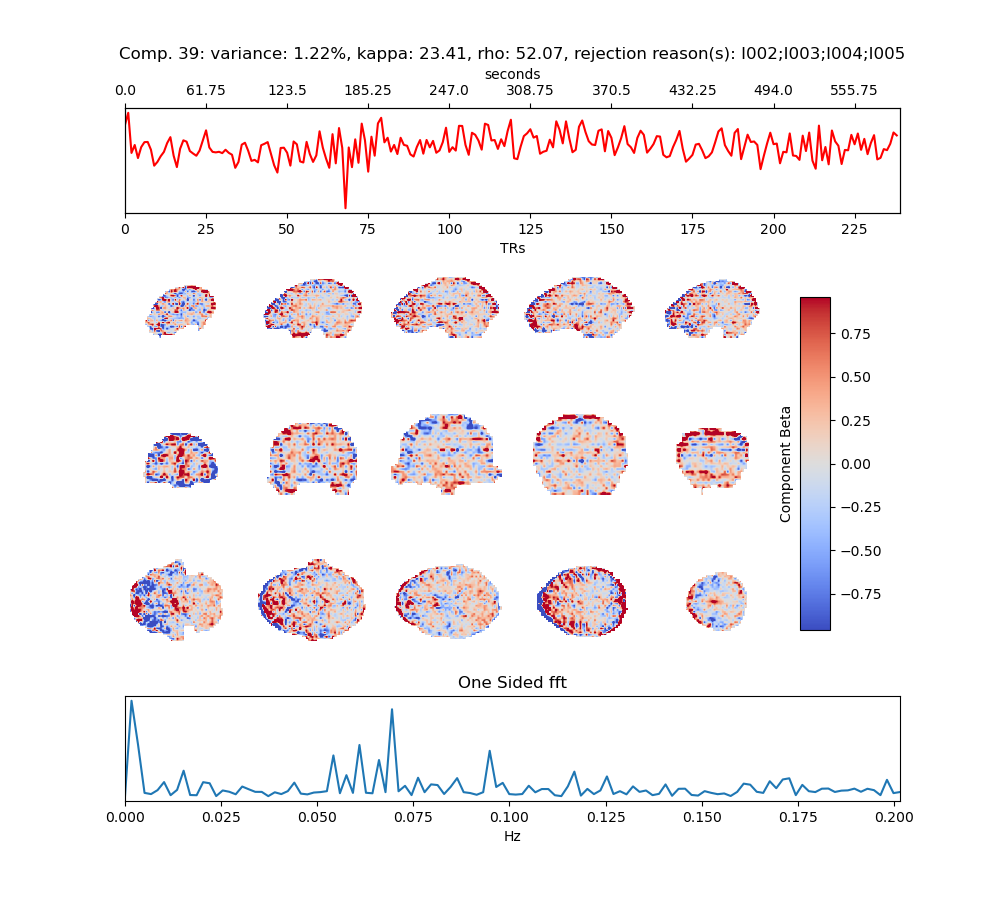 Comp. 39: variance: 1.22%, kappa: 23.41, rho: 52.07, rejection reason(s): I002;I003;I004;I005
seconds
0.0 61.75 123.5 185.25 247.0 308.75 370.5 432.25 494.0 555.75
0 25 50 75 100 125 150 175 200 225
TRs
0.75
0.50
0.25
0.00
−0.25
−0.50
−0.75
Component Beta
One Sided fft
0.000 0.025 0.050 0.075 0.100 0.125 0.150 0.175 0.200
Hz